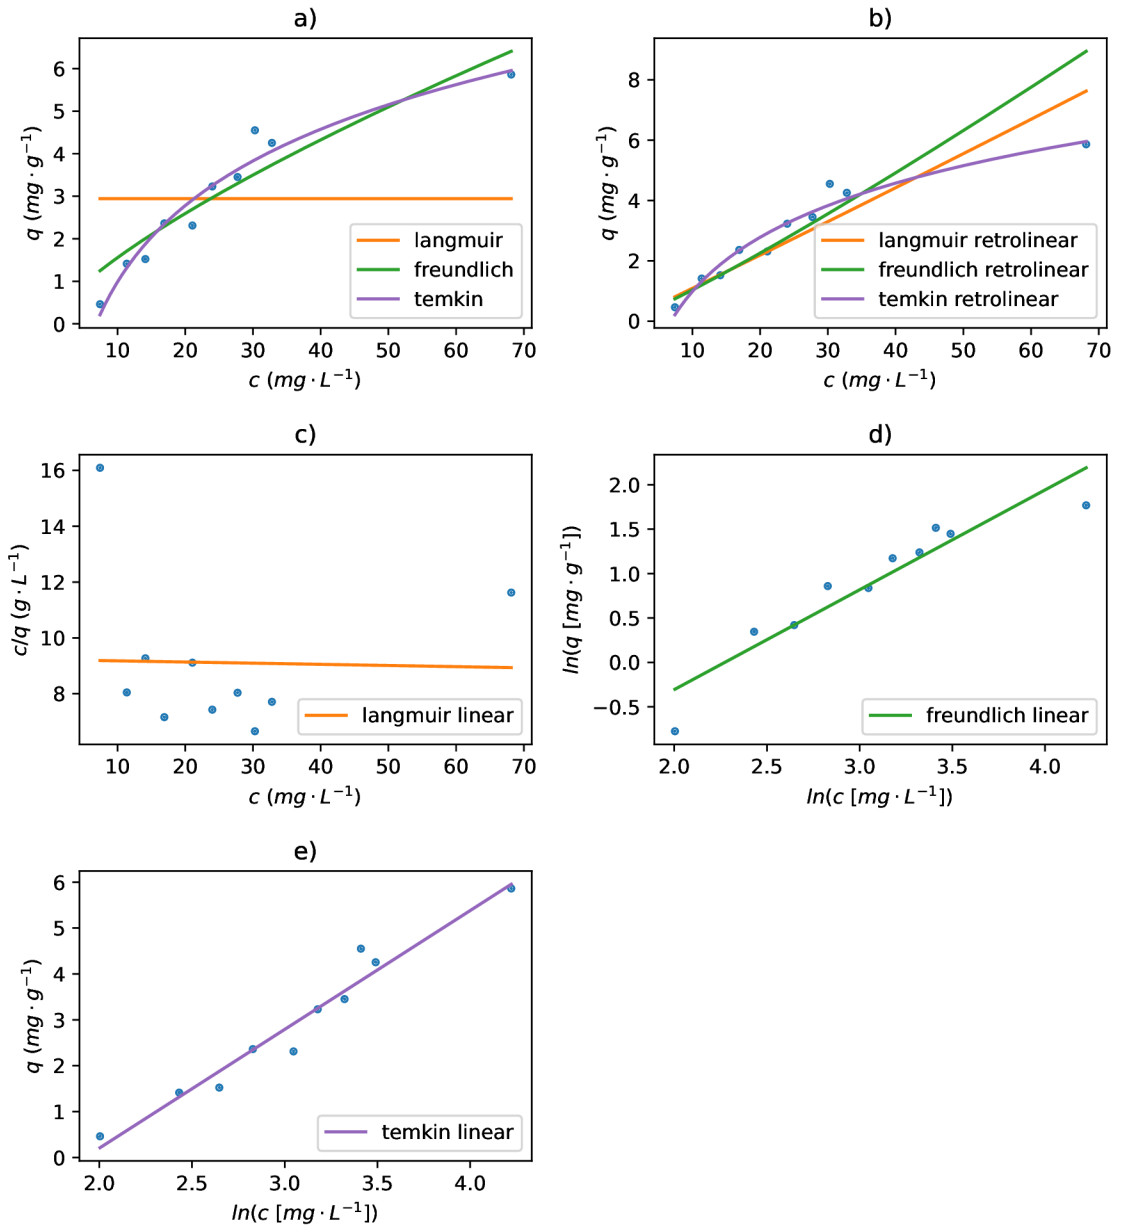 a)
6
5
4
3
2
1
0
q (mg · g⁻¹)
langmuir
freundlich
temkin
10 20 30 40 50 60 70
c (mg · L⁻¹)
b)
8
6
4
2
0
q (mg · g⁻¹)
langmuir retrolinear
freundlich retrolinear
temkin retrolinear
10 20 30 40 50 60 70
c (mg · L⁻¹)
c)
16
14
12
10
8
c/q (g · L⁻¹)
langmuir linear
10 20 30 40 50 60 70
c (mg · L⁻¹)
d)
2.0
1.5
1.0
0.5
0.0
−0.5
ln(q [mg · g⁻¹])
freundlich linear
2.0 2.5 3.0 3.5 4.0
ln(c [mg · L⁻¹])
e)
6
5
4
3
2
1
0
q (mg · g⁻¹)
temkin linear
2.0 2.5 3.0 3.5 4.0
ln(c [mg · L⁻¹])